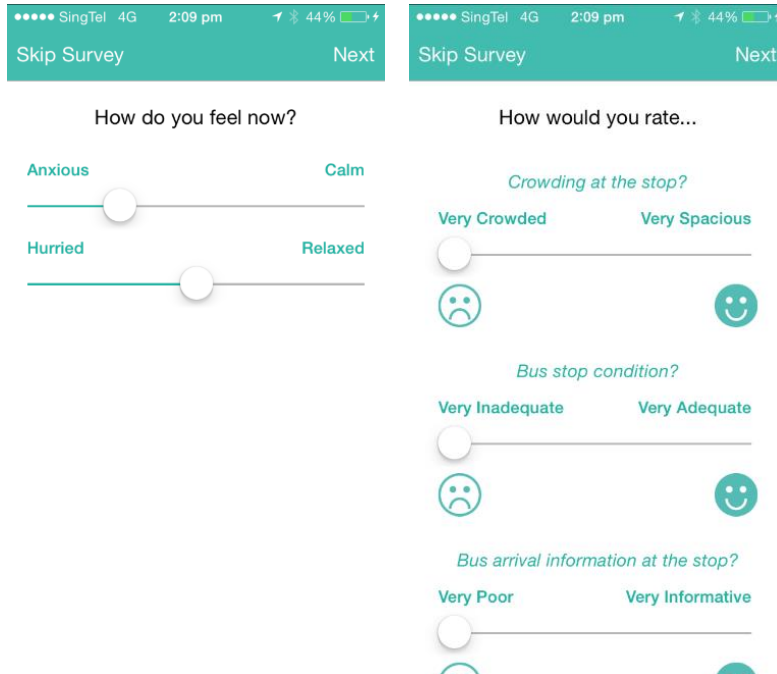 SingTel 4G 2:09 pm 44%
Skip Survey Next
How do you feel now?
Anxious Calm
Hurried Relaxed
SingTel 4G 2:09 pm 44%
Skip Survey Next
How would you rate...
Crowding at the stop?
Very Crowded Very Spacious
Bus stop condition?
Very Inadequate Very Adequate
Bus arrival information at the stop?
Very Poor Very Informative